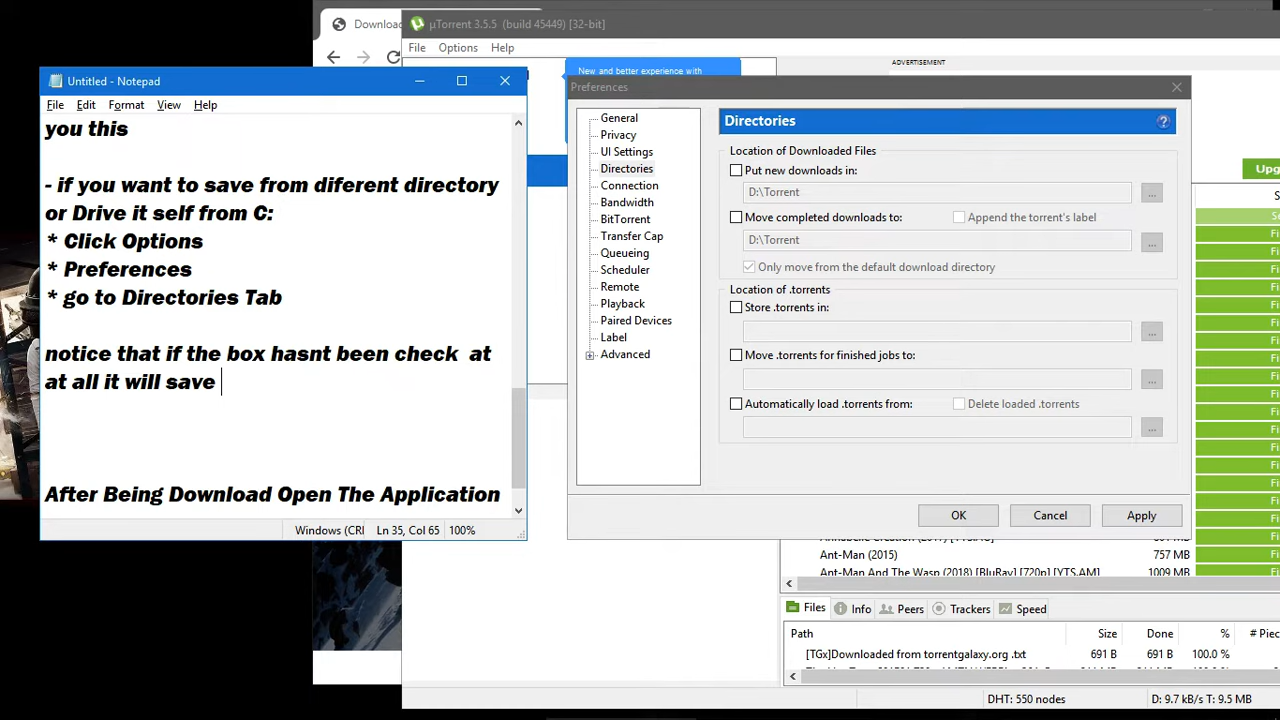 Download
µTorrent 3.5.5 (build 45449) [32-bit]
File Options Help
ADVERTISEMENT
New and better experience with
Untitled - Notepad
File Edit Format View Help
you this
- if you want to save from diferent directory
or Drive it self from C:
* Click Options
* Preferences
* go to Directories Tab
notice that if the box hasnt been check at
at all it will save
After Being Download Open The Application
Ln 35, Col 65 100%
Preferences
General
Privacy
UI Settings
Directories
Connection
Bandwidth
BitTorrent
Transfer Cap
Queueing
Scheduler
Remote
Playback
Paired Devices
Label
Advanced
Directories
Location of Downloaded Files
Put new downloads in:
D:\Torrent
...
Move completed downloads to: Append the torrent's label
D:\Torrent
...
Only move from the default download directory
Location of .torrents
Store .torrents in:
...
Move .torrents for finished jobs to:
...
Automatically load .torrents from: Delete loaded .torrents
...
OK Cancel Apply
Upg
Ant-Man (2015) 757 MB
Ant-Man And The Wasp (2018) [BluRay] [720p] [YTS.AM] 1009 MB
Files Info Peers Trackers Speed
Path Size Done % # Piec
[TGx]Downloaded from torrentgalaxy.org .txt 691 B 691 B 100.0 %
DHT: 550 nodes D: 9.7 kB/s T: 9.5 MB